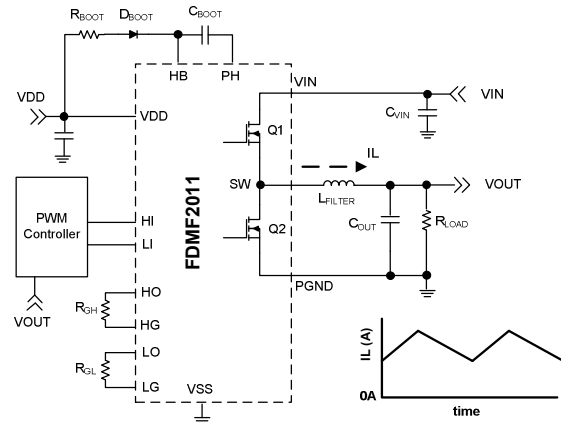 RBOOT
DBOOT
CBOOT
HB
PH
VDD
VDD
VIN
VIN
CVIN
Q1
IL
SW
LFILTER
VOUT
PWM
Controller
HI
LI
FDMF2011
Q2
COUT
RLOAD
PGND
VOUT
RGH
HO
HG
RGL
LO
LG
VSS
IL (A)
0A
time